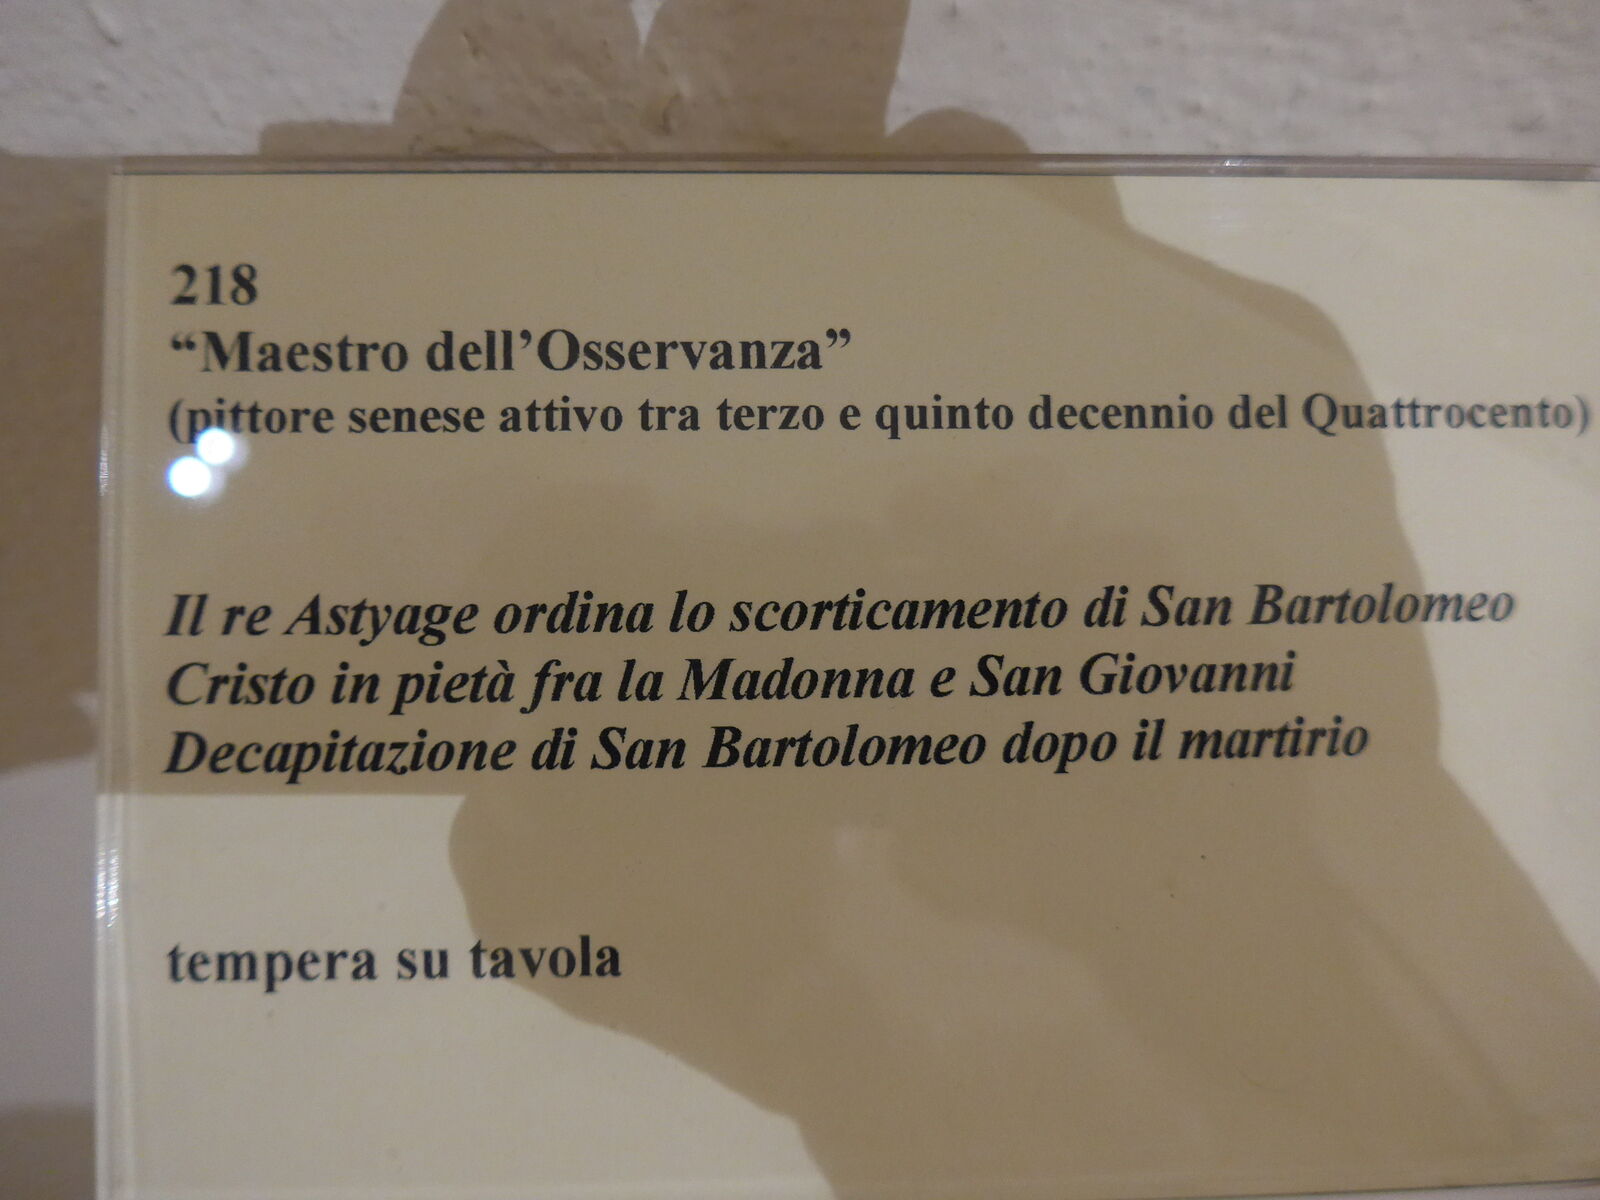 218
“Maestro dell’Osservanza”
(pittore senese attivo tra terzo e quinto decennio del Quattrocento)
Il re Astyage ordina lo scorticamento di San Bartolomeo
Cristo in pietà fra la Madonna e San Giovanni
Decapitazione di San Bartolomeo dopo il martirio
tempera su tavola